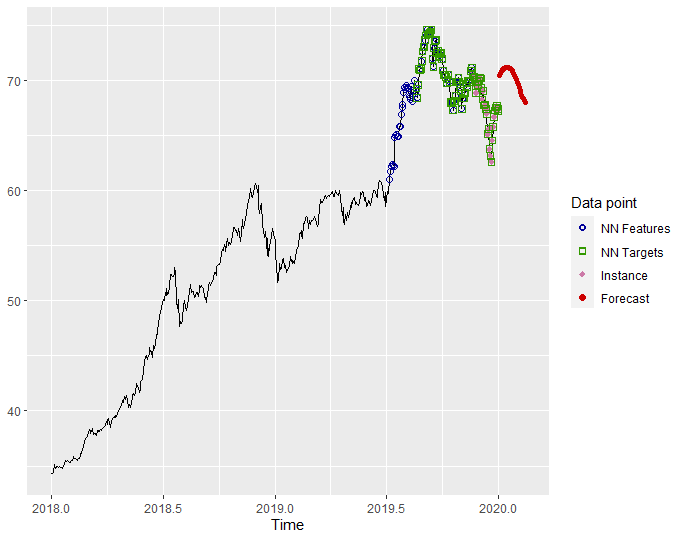 70
60
50
40
2018.0
2018.5
2019.0
2019.5
2020.0
Time
Data point
NN Features
NN Targets
Instance
Forecast